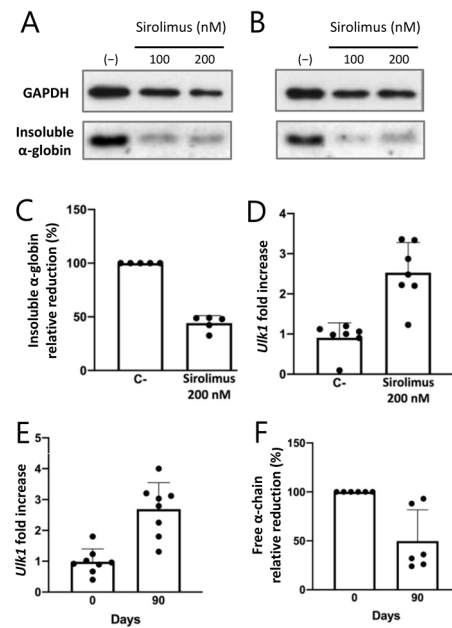 A
Sirolimus (nM)
(−) 100 200
GAPDH
Insoluble
α-globin
B
Sirolimus (nM)
(−) 100 200
C
Insoluble α-globin
relative reduction (%)
150
100
50
0
C-
Sirolimus
200 nM
D
Ulk1 fold increase
4
3
2
1
0
C-
Sirolimus
200 nM
E
Ulk1 fold increase
5
4
3
2
1
0
0 90
Days
F
Free α-chain
relative reduction (%)
150
100
50
0
0 90
Days